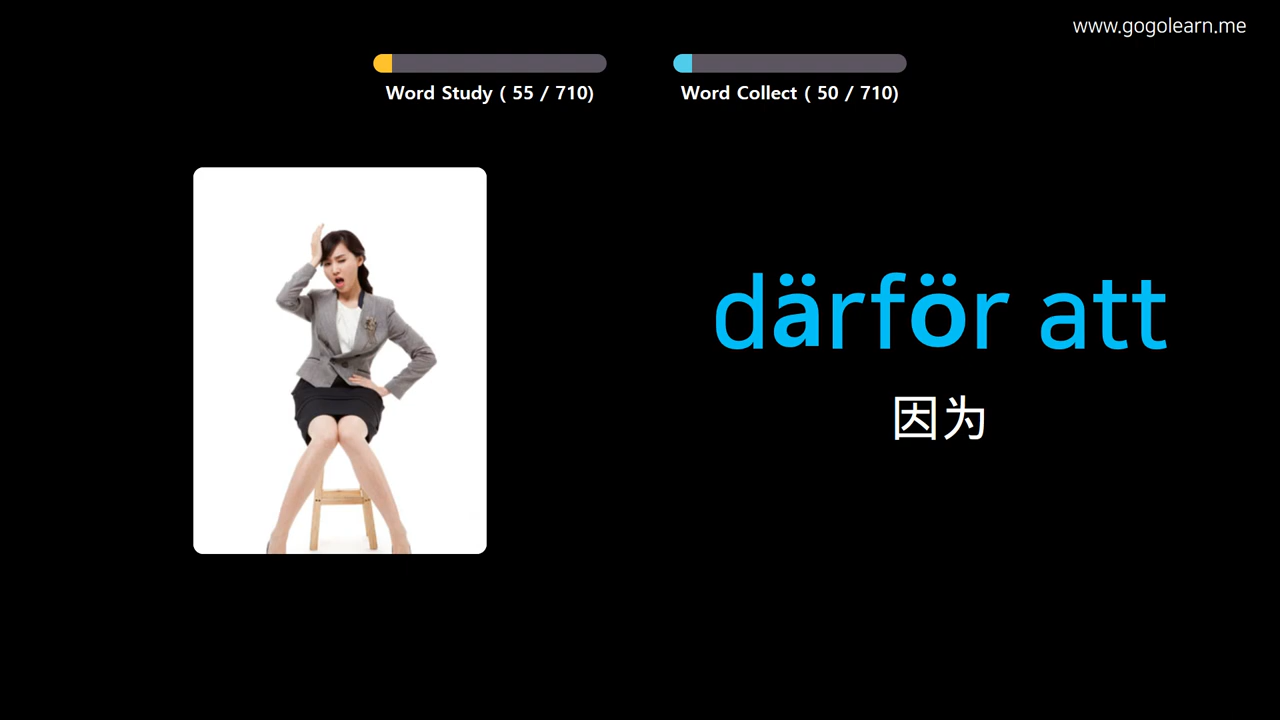 www.gogolearn.me
Word Study ( 55 / 710)
Word Collect ( 50 / 710)
därför att
因为